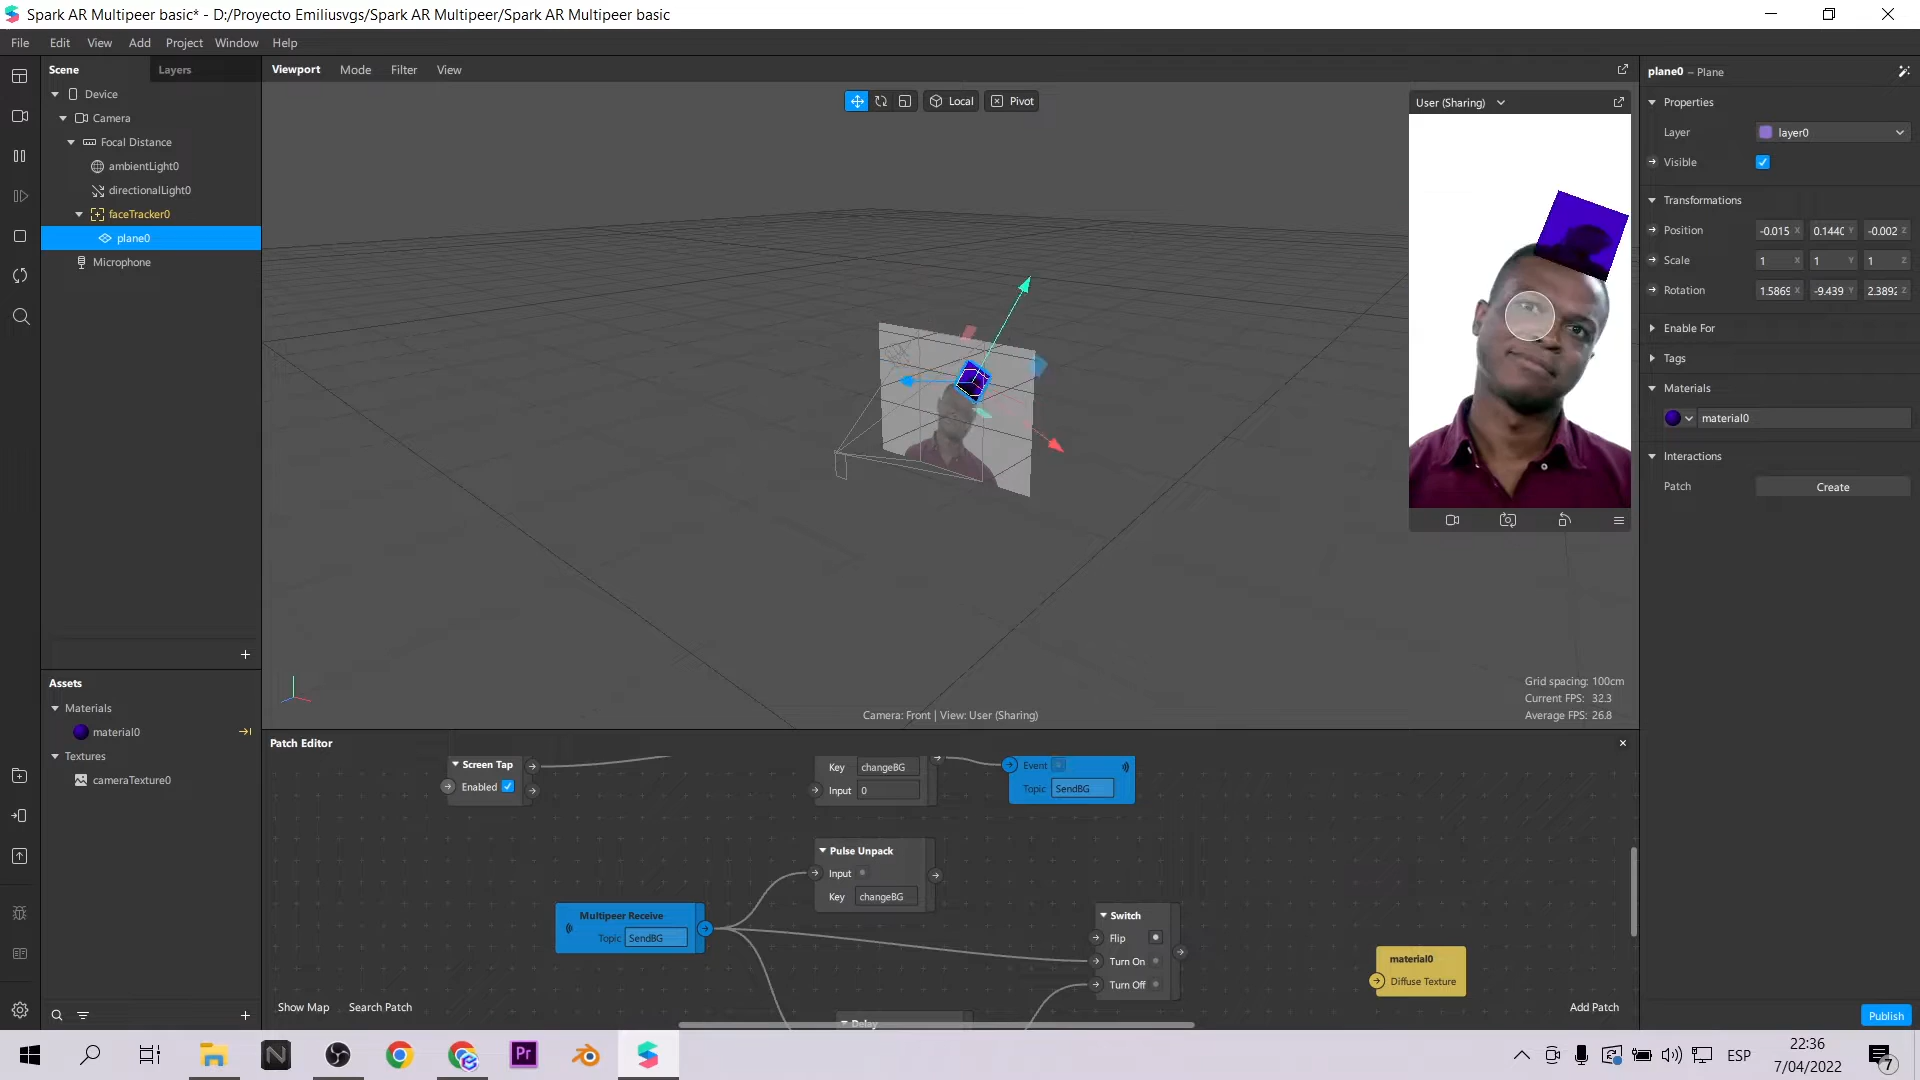 Spark AR Multipeer basic* - D:/Proyecto Emiliusvgs/Spark AR Multipeer/Spark AR Multipeer basic
File Edit View Add Project Window Help
Scene Layers
Device
Camera
Focal Distance
ambientLight0
directionalLight0
faceTracker0
plane0
Microphone
Viewport Mode Filter View
Local Pivot
User (Sharing)
Grid spacing: 100cm
Current FPS: 32.3
Average FPS: 26.8
Camera: Front | View: User (Sharing)
plane0 – Plane
Properties
Layer layer0
Visible
Transformations
Position -0.015 X 0.1440 Y -0.002 Z
Scale 1 X 1 Y 1 Z
Rotation 1.5869 X -9.439 Y 2.3892 Z
Enable For
Tags
Materials
material0
Interactions
Patch Create
Assets
Materials
material0
Textures
cameraTexture0
Patch Editor
Screen Tap
Enabled
Key changeBG
Input 0
Event
Topic SendBG
Pulse Unpack
Input
Key changeBG
Multipeer Receive
Topic SendBG
Switch
Flip
Turn On
Turn Off
material0
Diffuse Texture
Delay
Show Map Search Patch
Add Patch
Publish
N
Pr
ESP
22:36
7/04/2022
7